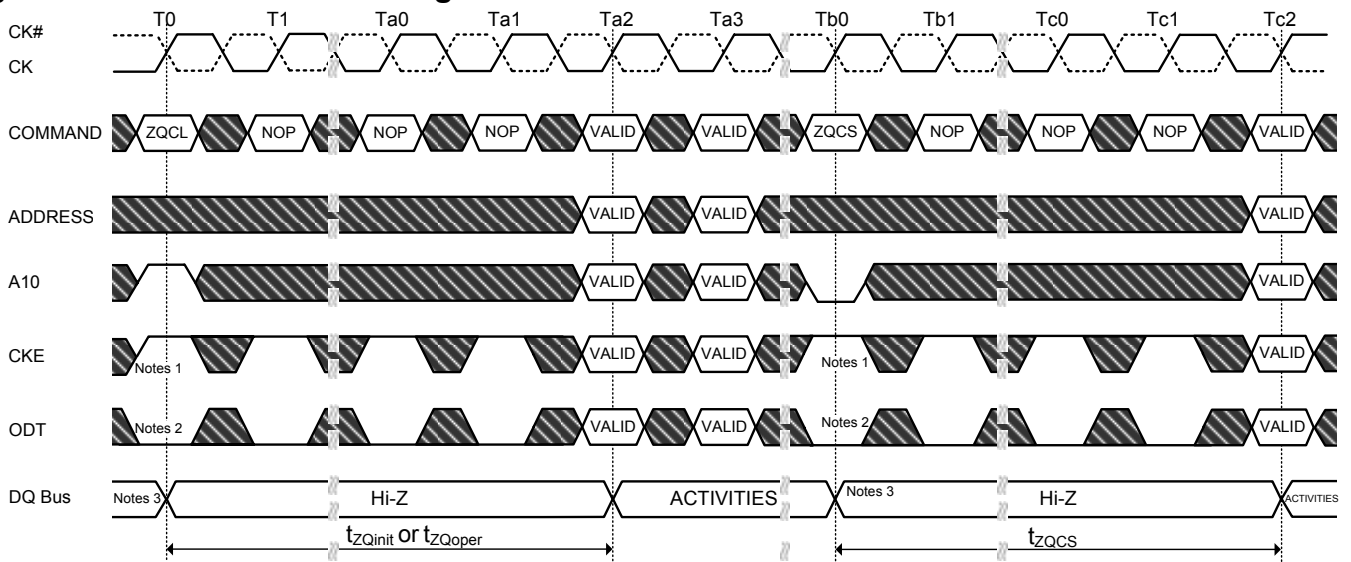 T0 T1 Ta0 Ta1 Ta2 Ta3 Tb0 Tb1 Tc0 Tc1 Tc2
CK#
CK
COMMAND ZQCL NOP NOP NOP VALID VALID ZQCS NOP NOP NOP VALID
ADDRESS VALID VALID VALID
A10 VALID VALID VALID
CKE Notes 1 VALID VALID Notes 1 VALID
ODT Notes 2 VALID VALID Notes 2 VALID
DQ Bus Notes 3 Hi-Z ACTIVITIES Notes 3 Hi-Z ACTIVITIES
tZQinit or tZQoper tZQCS